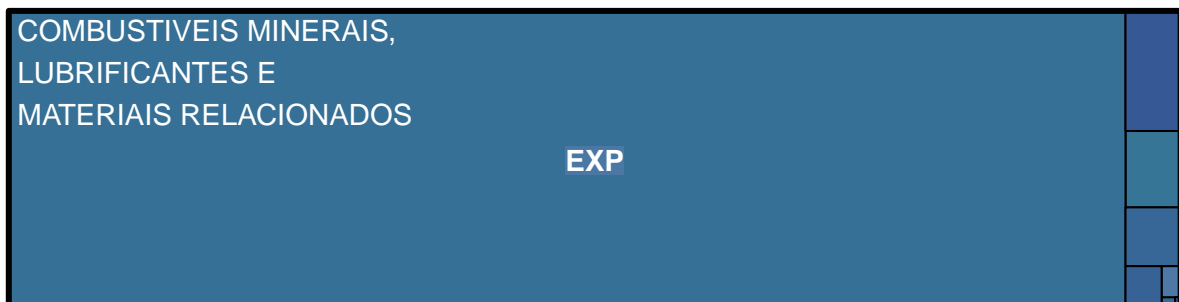 COMBUSTIVEIS MINERAIS,
LUBRIFICANTES E
MATERIAIS RELACIONADOS
EXP